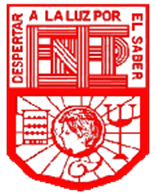 DESPERTAR
A LA LUZ POR
EL SABER
ENP